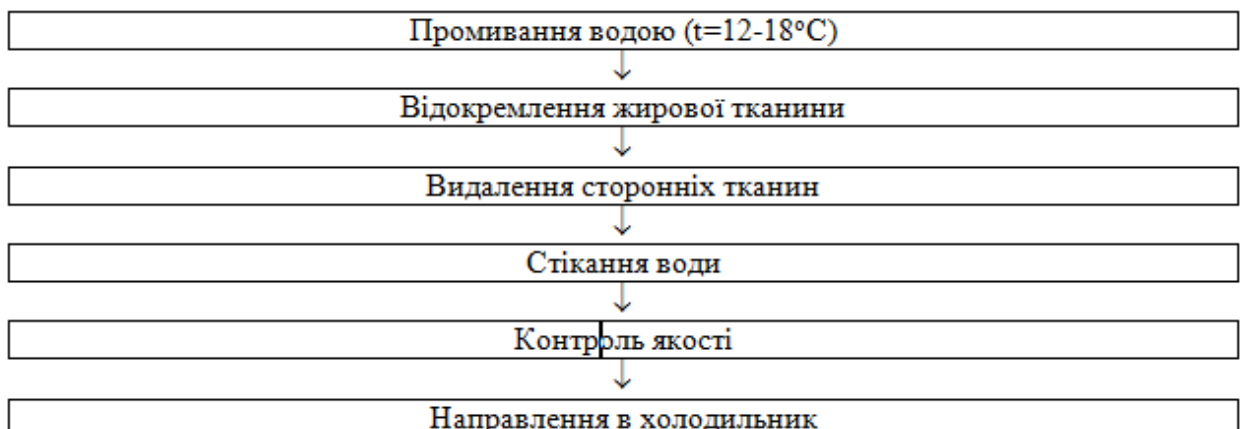 Промивання водою (t=12-18°С)
Відокремлення жирової тканини
Видалення сторонніх тканин
Стікання води
Контроль якості
Направлення в холодильник